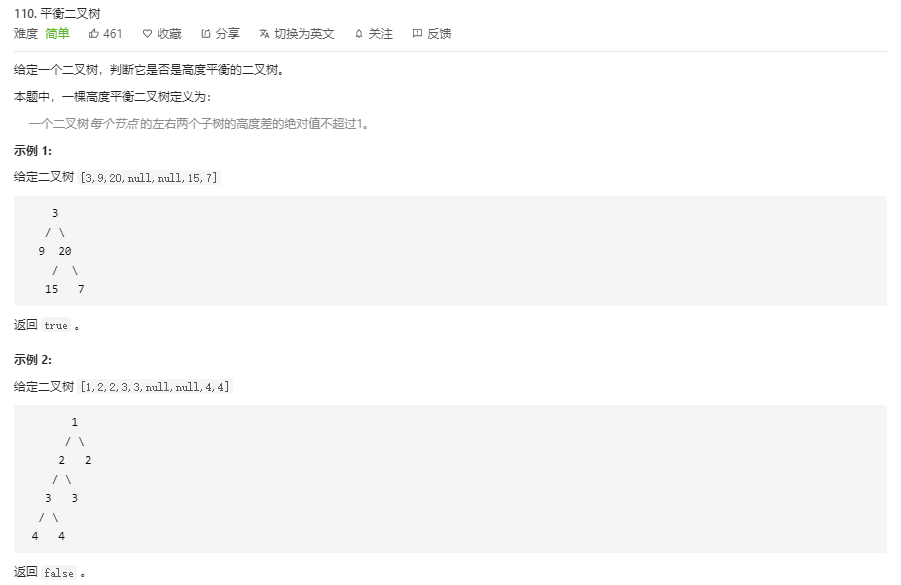 110. 平衡二叉树
难度 简单 461 收藏 分享 切换为英文 关注 反馈
给定一个二叉树，判断它是否是高度平衡的二叉树。
本题中，一棵高度平衡二叉树定义为：
一个二叉树每个节点的左右两个子树的高度差的绝对值不超过1。
示例 1:
给定二叉树 [3,9,20,null,null,15,7]
3
/ \
9 20
/ \
15 7
返回 true 。
示例 2:
给定二叉树 [1,2,2,3,3,null,null,4,4]
1
/ \
2 2
/ \
3 3
/ \
4 4
返回 false 。